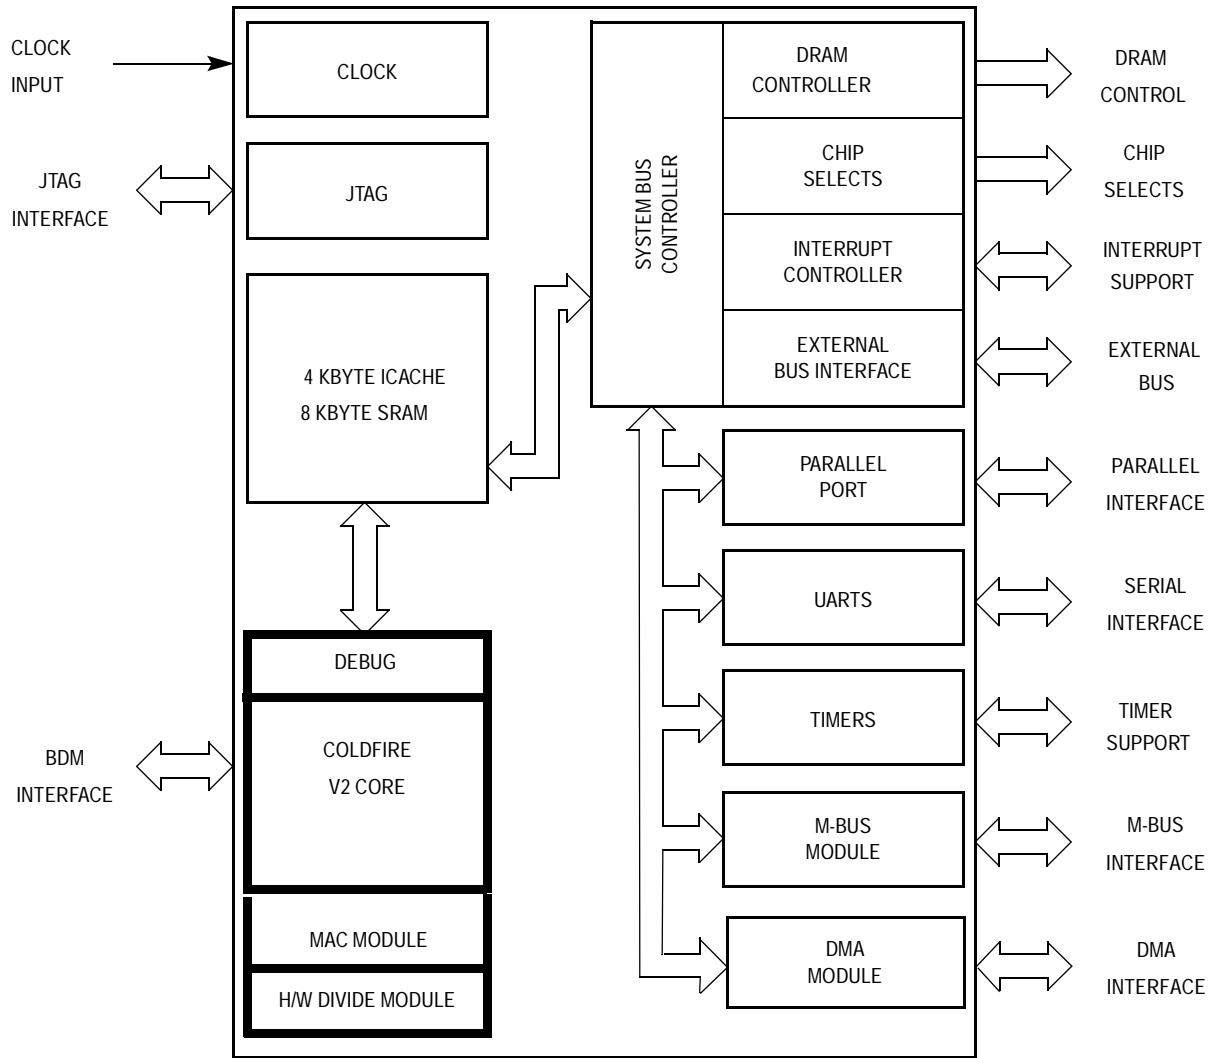 CLOCK
INPUT
JTAG
INTERFACE
BDM
INTERFACE
CLOCK
JTAG
4 KBYTE ICACHE
8 KBYTE SRAM
DEBUG
COLDFIRE
V2 CORE
MAC MODULE
H/W DIVIDE MODULE
SYSTEM BUS
CONTROLLER
DRAM
CONTROLLER
CHIP
SELECTS
INTERRUPT
CONTROLLER
EXTERNAL
BUS INTERFACE
PARALLEL
PORT
UARTS
TIMERS
M-BUS
MODULE
DMA
MODULE
DRAM
CONTROL
CHIP
SELECTS
INTERRUPT
SUPPORT
EXTERNAL
BUS
PARALLEL
INTERFACE
SERIAL
INTERFACE
TIMER
SUPPORT
M-BUS
INTERFACE
DMA
INTERFACE